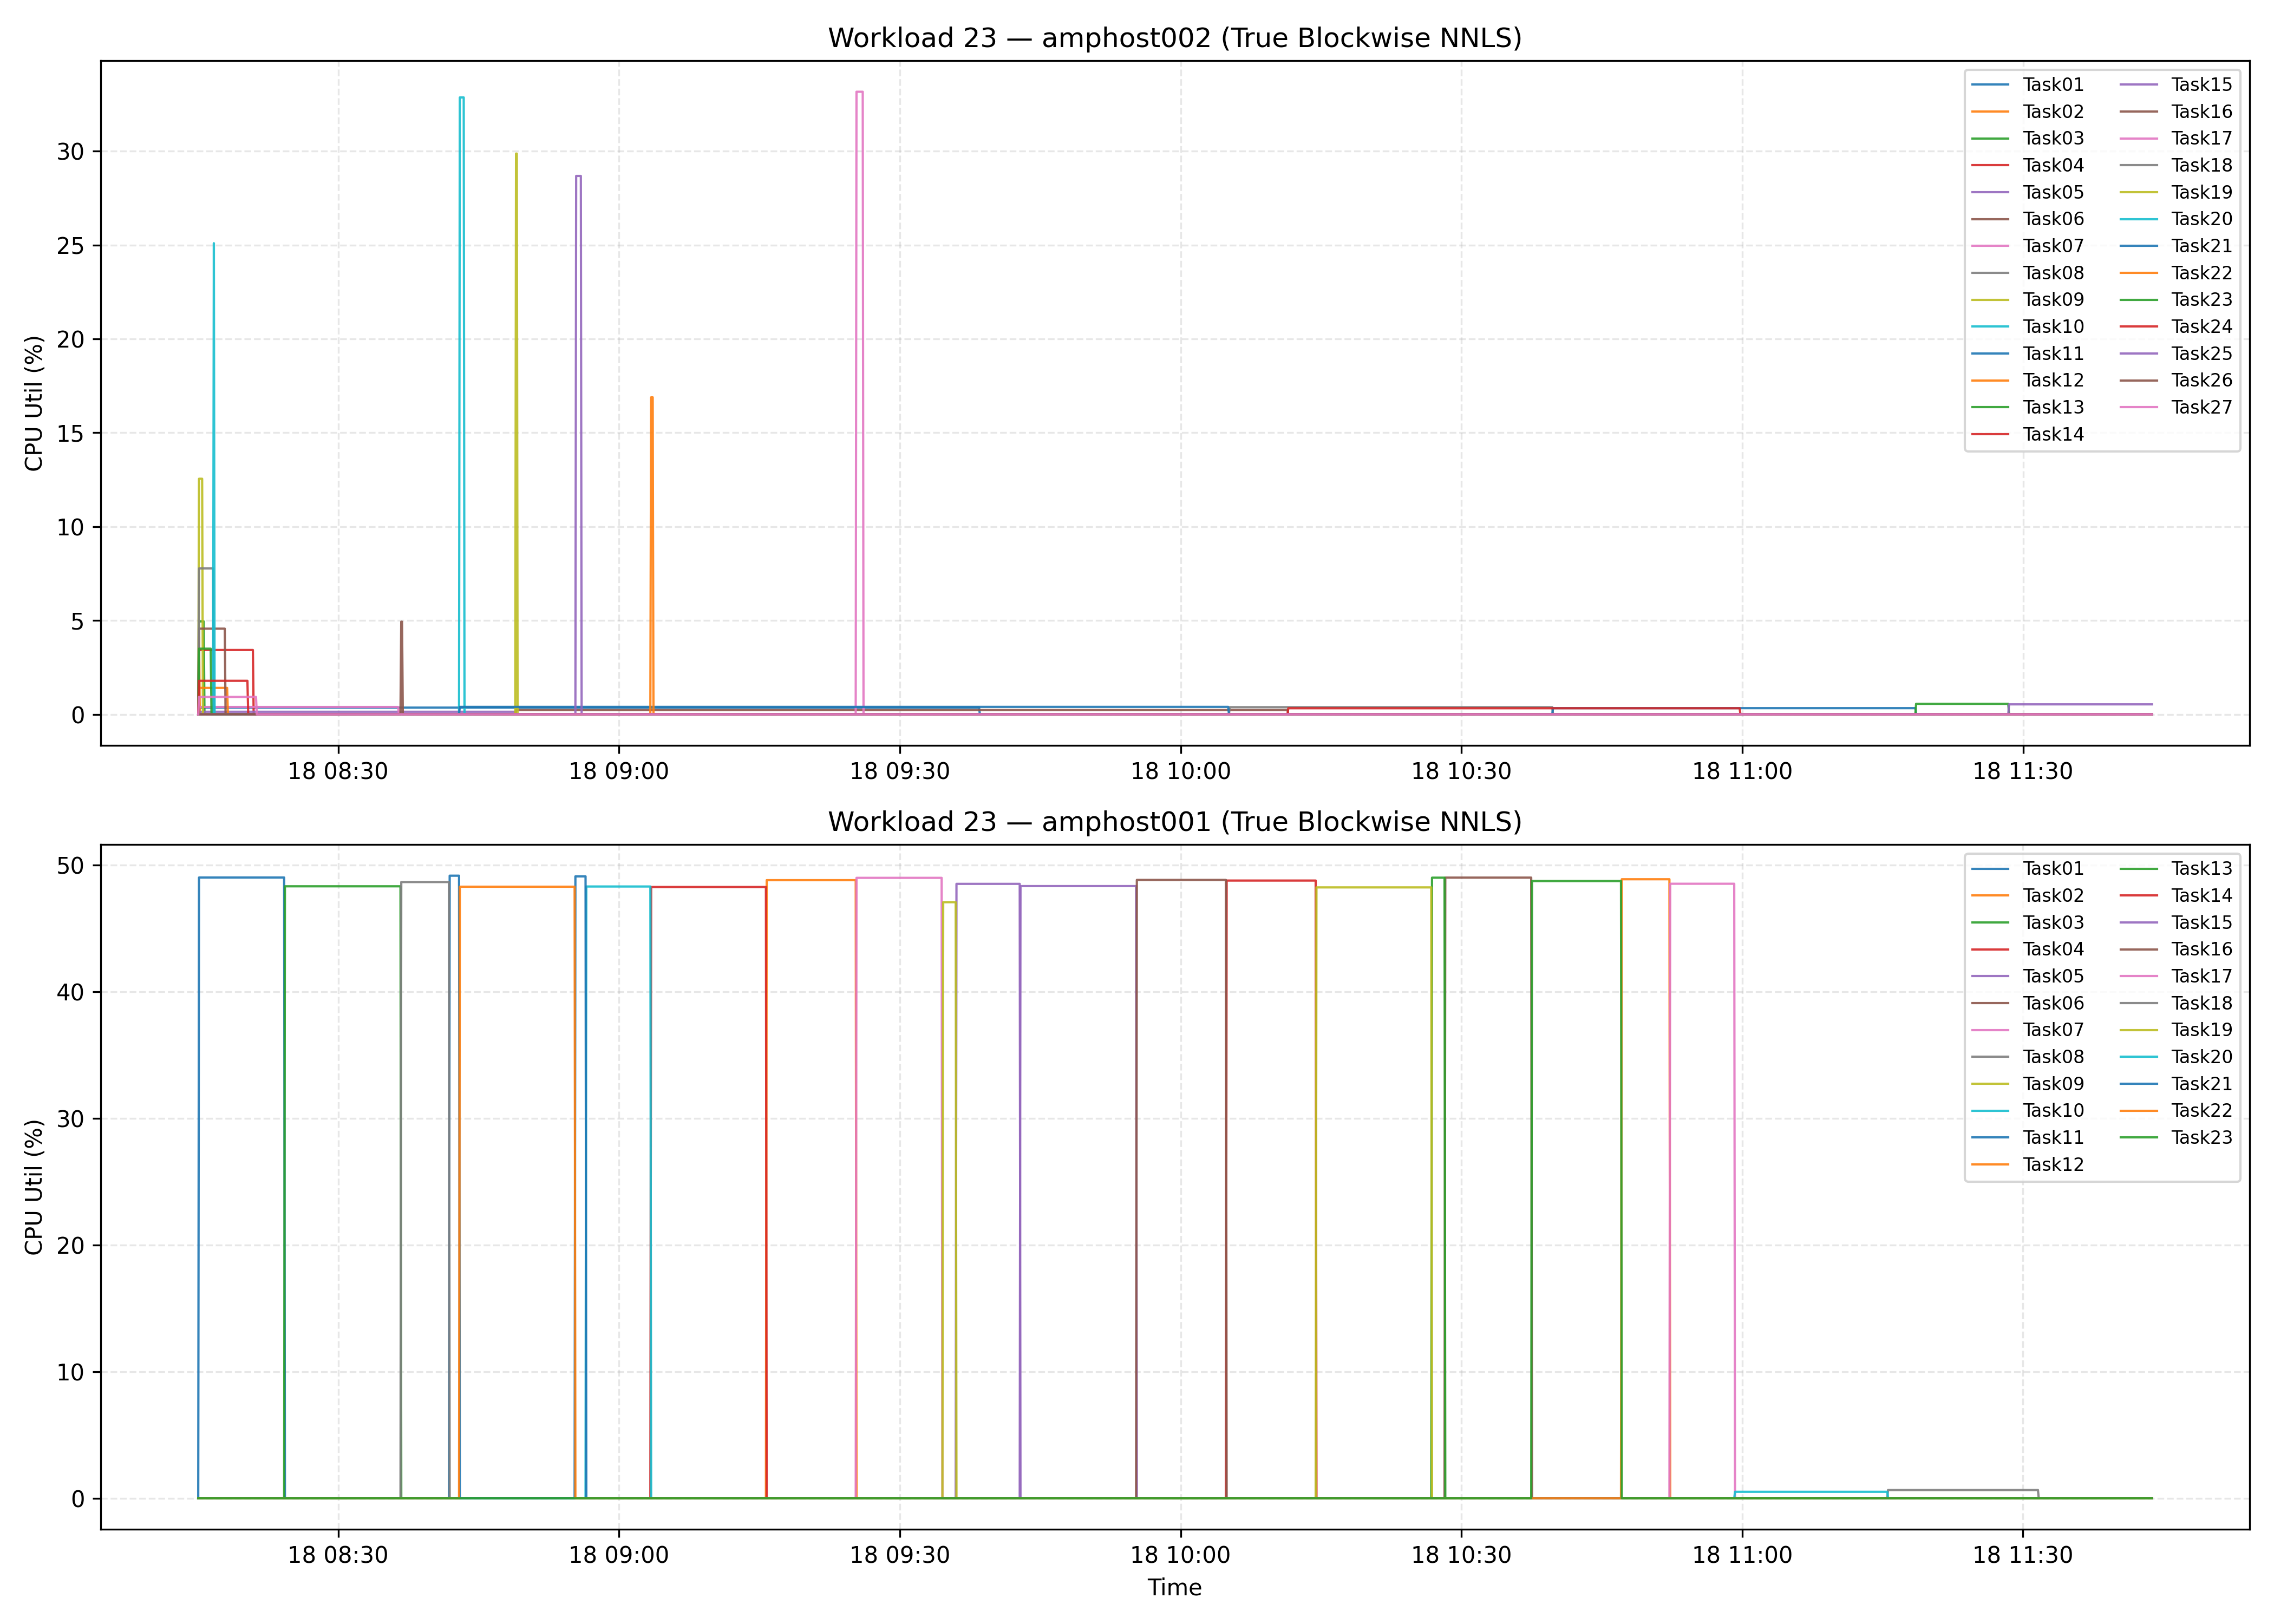 Workload 23 — amphost002 (True Blockwise NNLS)
CPU Util (%)
30
25
20
15
10
5
0
Task01 Task15
Task02 Task16
Task03 Task17
Task04 Task18
Task05 Task19
Task06 Task20
Task07 Task21
Task08 Task22
Task09 Task23
Task10 Task24
Task11 Task25
Task12 Task26
Task13 Task27
Task14
18 08:30 18 09:00 18 09:30 18 10:00 18 10:30 18 11:00 18 11:30
Workload 23 — amphost001 (True Blockwise NNLS)
CPU Util (%)
50
40
30
20
10
0
Task01 Task13
Task02 Task14
Task03 Task15
Task04 Task16
Task05 Task17
Task06 Task18
Task07 Task19
Task08 Task20
Task09 Task21
Task10 Task22
Task11 Task23
Task12
18 08:30 18 09:00 18 09:30 18 10:00 18 10:30 18 11:00 18 11:30
Time